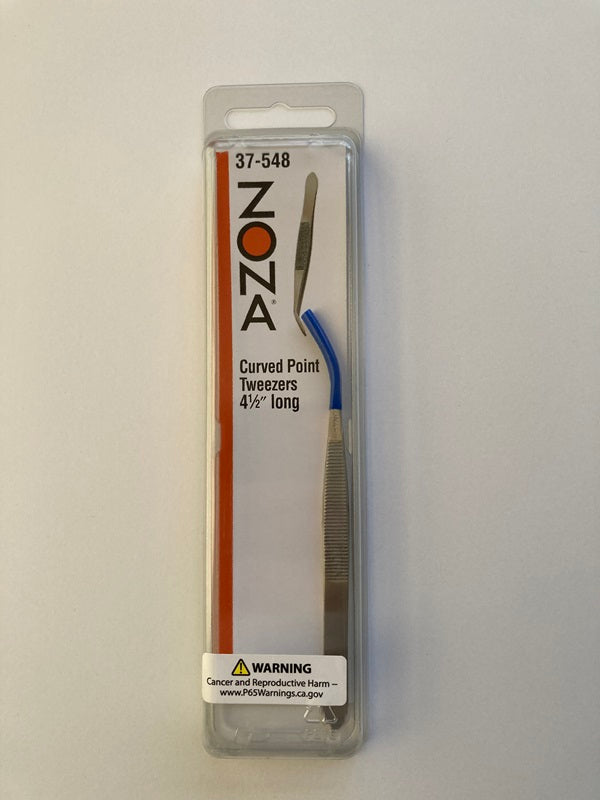 37-548
ZONA®
Curved Point
Tweezers
4½″ long
⚠ WARNING
Cancer and Reproductive Harm –
www.P65Warnings.ca.gov